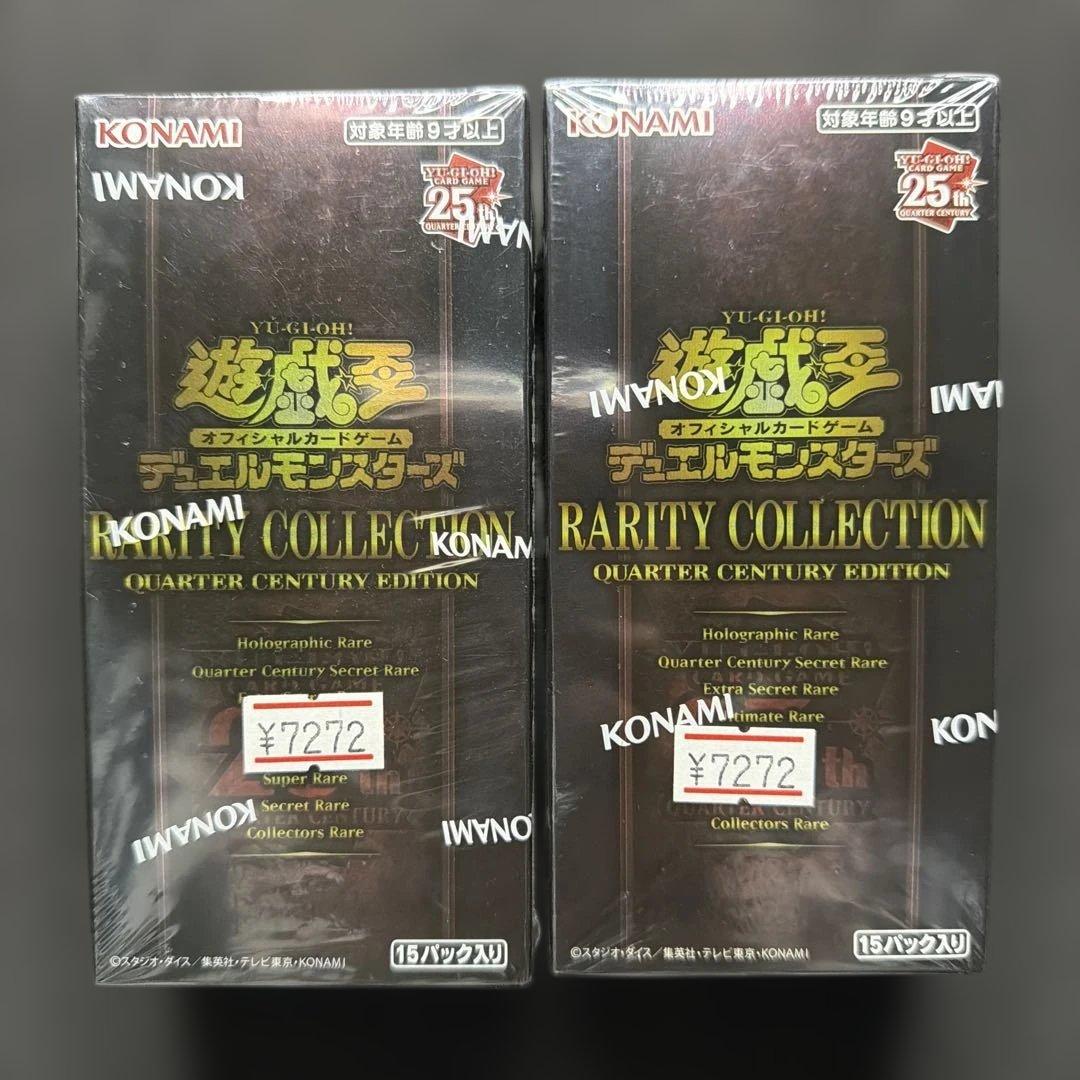 KONAMI
対象年齢9才以上
KONAMI
YU-GI-OH!
CARD GAME
25th
QUARTER CENTURY
KONAMI
YU-GI-OH!
遊戯王
オフィシャルカードゲーム
デュエルモンスターズ
RARITY COLLECTION
KONAMI
KONAM
QUARTER CENTURY EDITION
Holographic Rare
Quarter Century Secret Rare
¥7272
Super Rare
Secret Rare
Collectors Rare
KONAMI
KONAMI
©スタジオ・ダイス/集英社・テレビ東京・KONAMI
15パック入り
KONAMI
対象年齢9才以上
YU-GI-OH!
CARD GAME
25th
QUARTER CENTURY
YU-GI-OH!
遊戯王
KONAMI
オフィシャルカードゲーム
デュエルモンスターズ
RARITY COLLECTION
QUARTER CENTURY EDITION
Holographic Rare
Quarter Century Secret Rare
Extra Secret Rare
KONAMI
KON
¥7272
th
Collectors Rare
©スタジオ・ダイス/集英社・テレビ東京・KONAMI
15パック入り